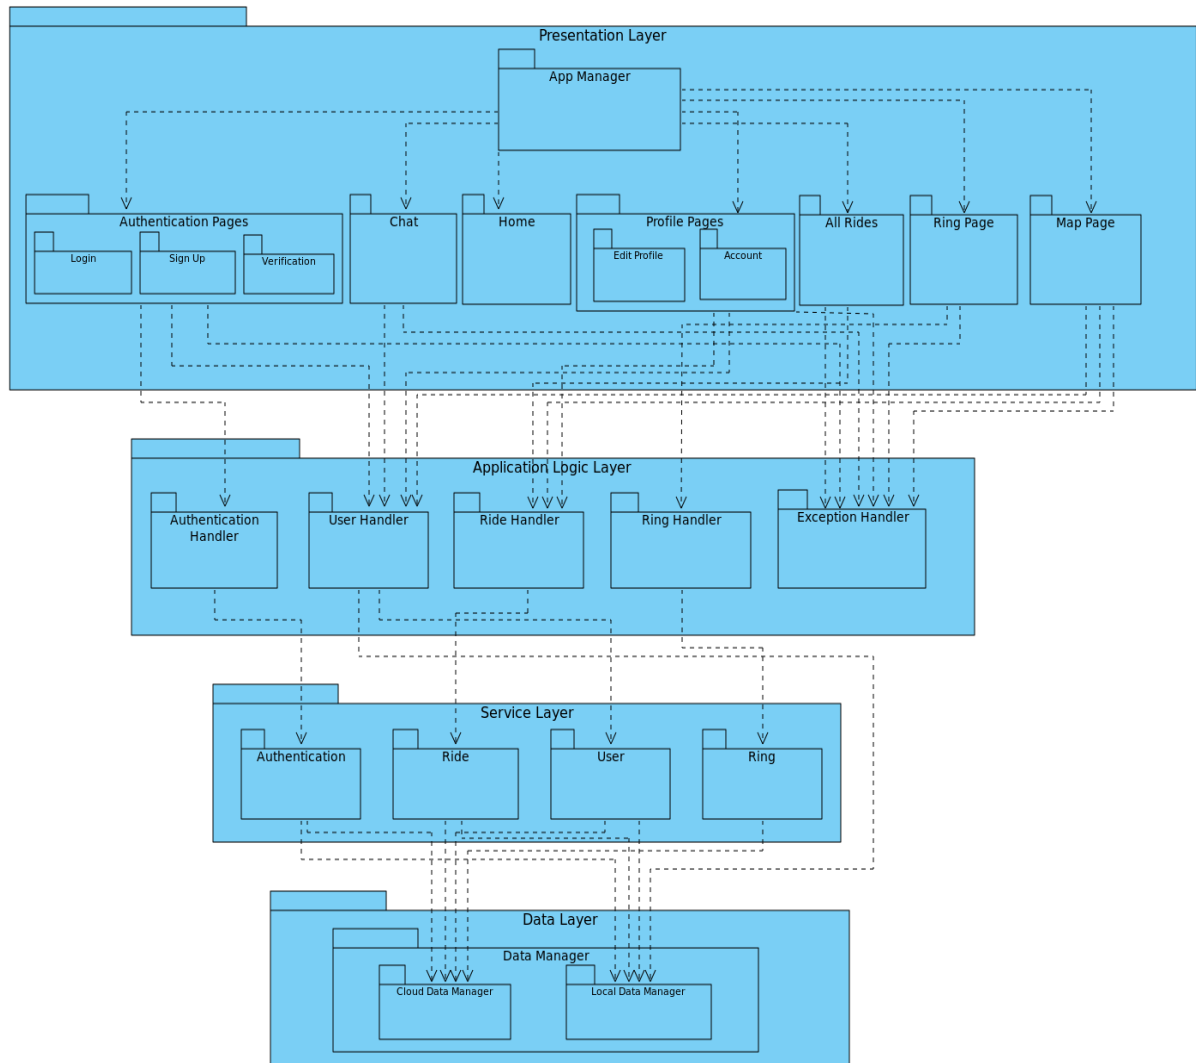 Presentation Layer
App Manager
Authentication Pages
Login
Sign Up
Verification
Chat
Home
Profile Pages
Edit Profile
Account
All Rides
Ring Page
Map Page
Application Logic Layer
Authentication
Handler
User Handler
Ride Handler
Ring Handler
Exception Handler
Service Layer
Authentication
Ride
User
Ring
Data Layer
Data Manager
Cloud Data Manager
Local Data Manager